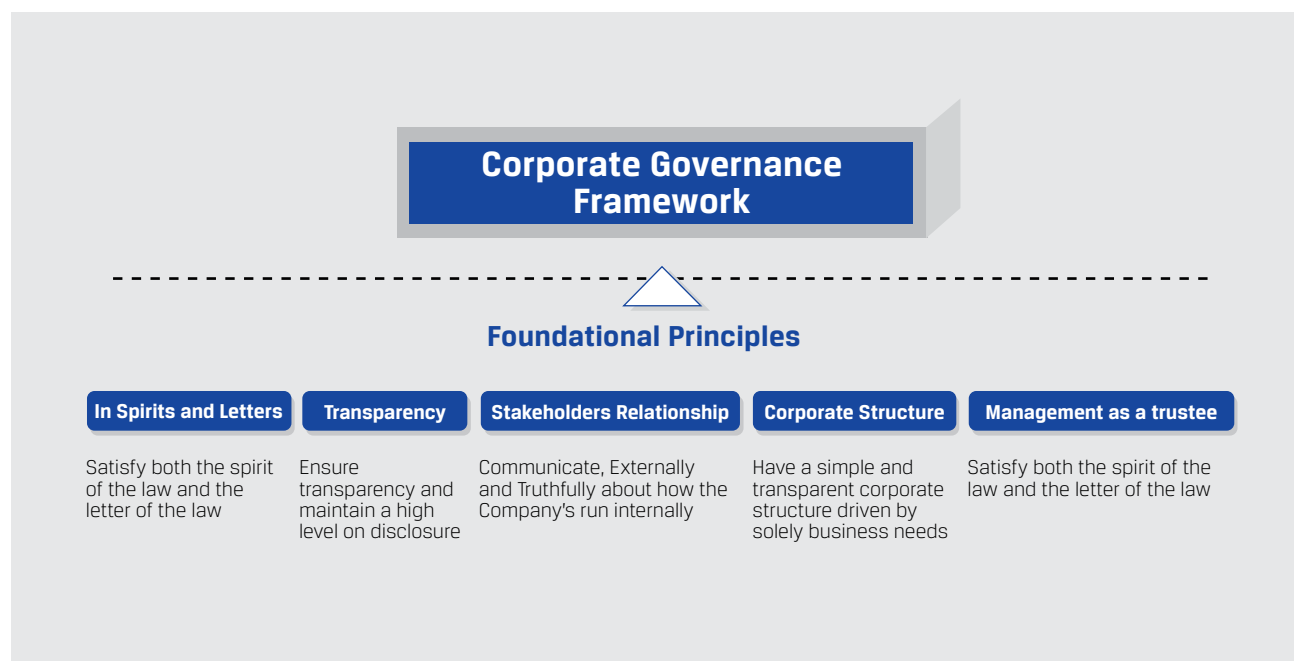 Corporate Governance
Framework
Foundational Principles
In Spirits and Letters
Satisfy both the spirit
of the law and the
letter of the law
Transparency
Ensure
transparency and
maintain a high
level on disclosure
Stakeholders Relationship
Communicate, Externally
and Truthfully about how the
Company's run internally
Corporate Structure
Have a simple and
transparent corporate
structure driven by
solely business needs
Management as a trustee
Satisfy both the spirit of the
law and the letter of the law